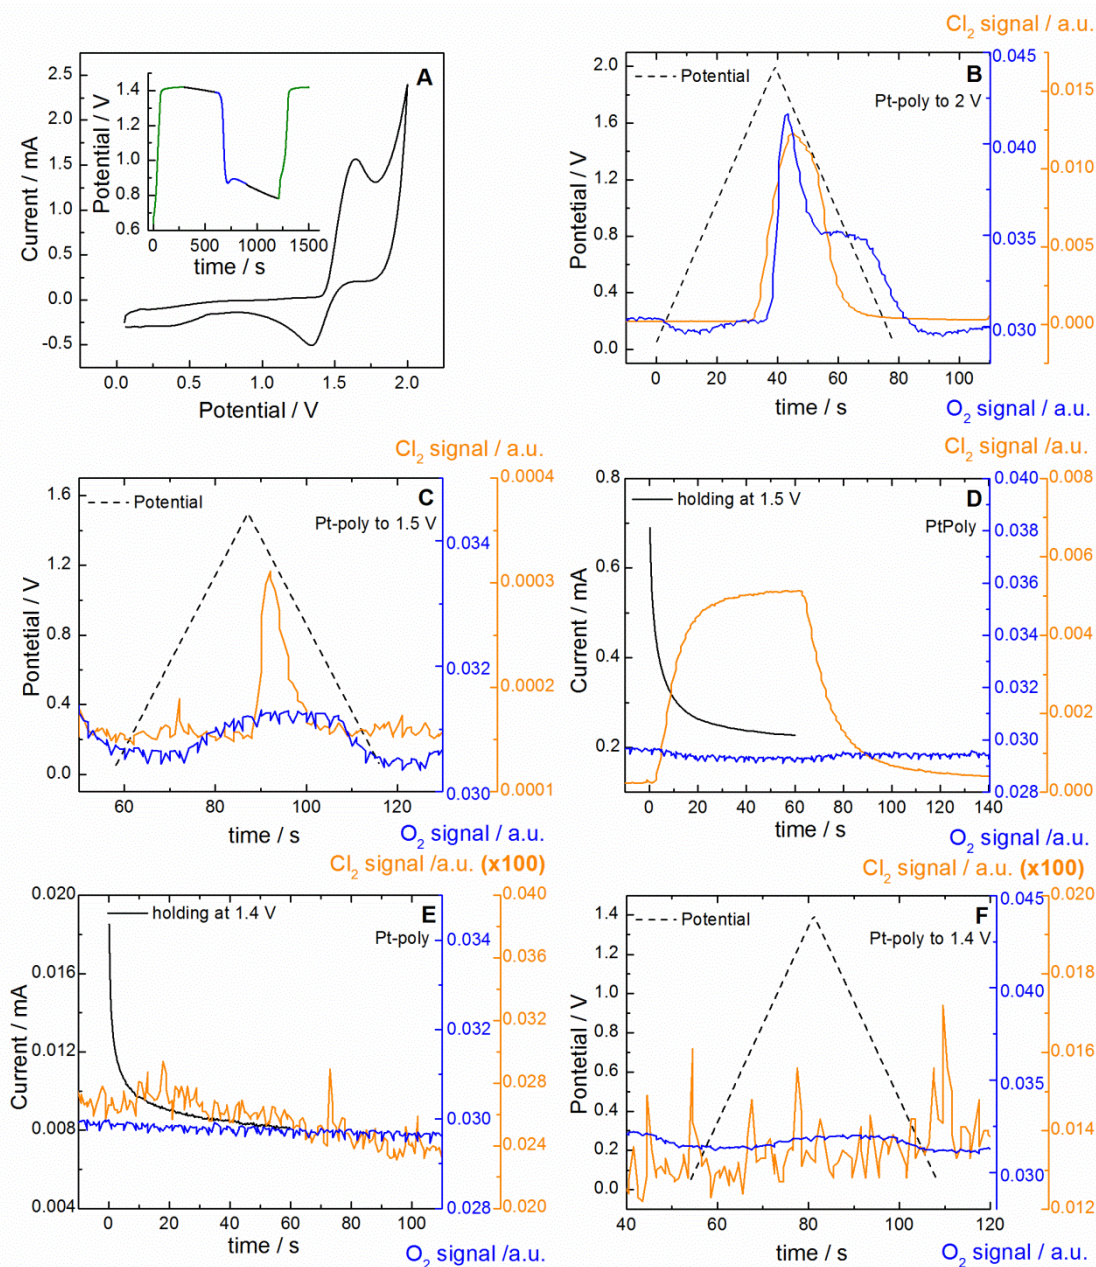 Cl2 signal / a.u.
A
2.5
2.0
1.5
1.0
0.5
0.0
-0.5
Current / mA
1.4
1.2
1.0
0.8
0.6
Potential / V
0 500 1000 1500
time / s
0.0 0.5 1.0 1.5 2.0
Potential / V
B
Potential
Pt-poly to 2 V
2.0
1.6
1.2
0.8
0.4
0.0
Pontetial / V
0.045
0.040
0.035
0.030
0.015
0.010
0.005
0.000
0 20 40 60 80 100
time / s
O2 signal / a.u.
Cl2 signal / a.u.
C
Potential
Pt-poly to 1.5 V
1.6
1.2
0.8
0.4
0.0
Pontetial / V
0.034
0.032
0.030
0.0004
0.0003
0.0002
0.0001
60 80 100 120
time / s
O2 signal / a.u.
Cl2 signal /a.u.
D
holding at 1.5 V
PtPoly
0.8
0.6
0.4
0.2
Current / mA
0.040
0.038
0.036
0.034
0.032
0.030
0.028
0.008
0.006
0.004
0.002
0.000
0 20 40 60 80 100 120 140
time / s
O2 signal /a.u.
Cl2 signal /a.u. (x100)
E
holding at 1.4 V
Pt-poly
0.020
0.016
0.012
0.008
0.004
Current / mA
0.034
0.032
0.030
0.028
0.040
0.036
0.032
0.028
0.024
0.020
0 20 40 60 80 100
time / s
O2 signal /a.u.
Cl2 signal / a.u. (x100)
F
Potential
Pt-poly to 1.4 V
1.4
1.2
1.0
0.8
0.6
0.4
0.2
0.0
Pontetial / V
0.045
0.040
0.035
0.030
0.020
0.018
0.016
0.014
0.012
40 60 80 100 120
time / s
O2 signal / a.u.